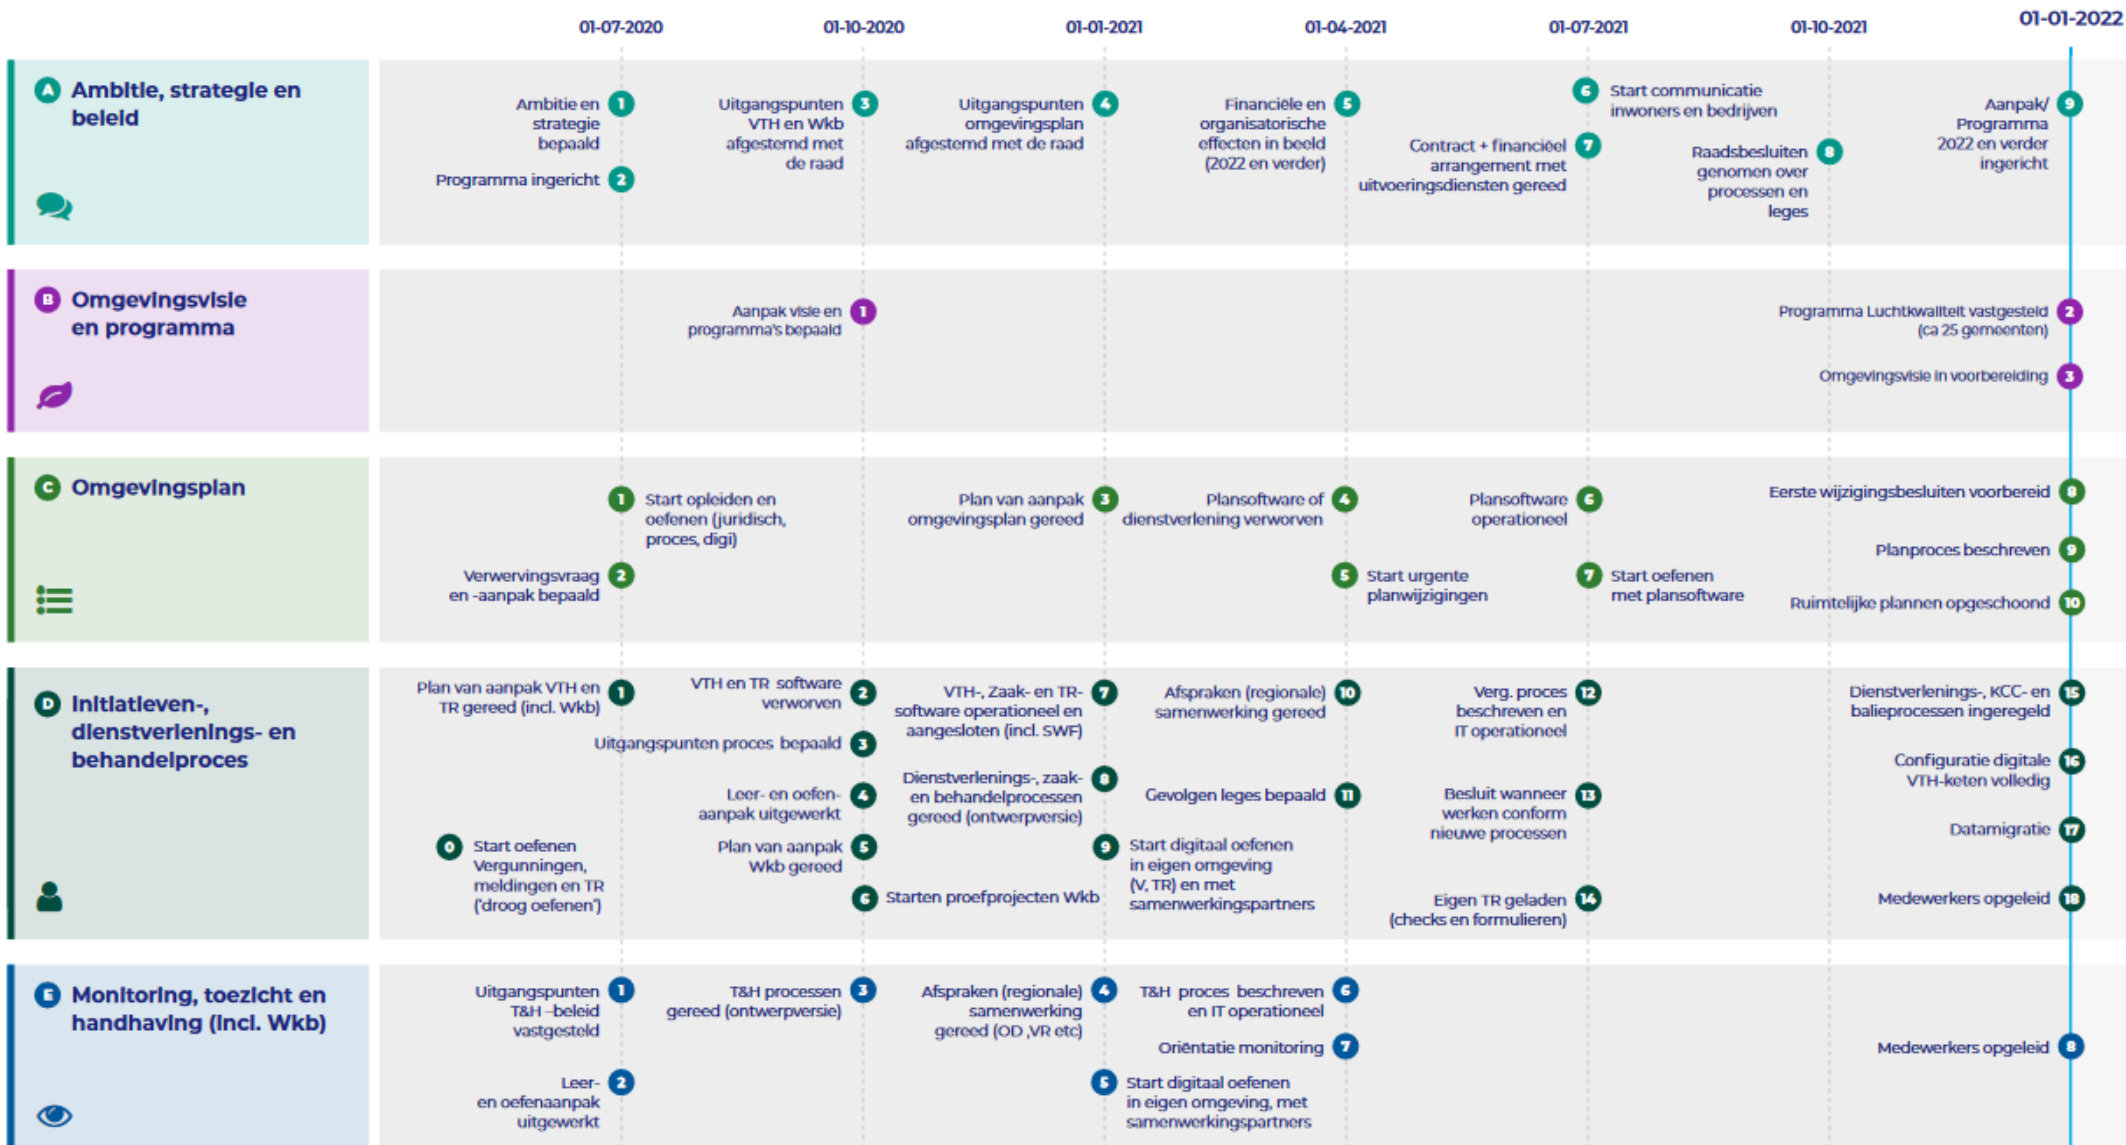 01-07-2020
01-10-2020
01-01-2021
01-04-2021
01-07-2021
01-10-2021
01-01-2022
A Ambitie, strategie en
beleid
Ambitie en
strategie
bepaald
1
Programma ingericht 2
Uitgangspunten
VTH en Wkb
afgestemd met
de raad
3
Uitgangspunten
omgevingsplan
afgestemd met de raad
4
Financiële en
organisatorische
effecten in beeld
(2022 en verder)
5
6 Start communicatie
inwoners en bedrijven
Contract + financiëel
arrangement met
uitvoeringsdiensten gereed
7
Raadsbesluiten
genomen over
processen en
leges
8
Aanpak/
Programma
2022 en verder
ingericht
9
B Omgevingsvisie
en programma
Aanpak visie en
programma's bepaald
1
Programma Luchtkwaliteit vastgesteld
(ca 25 gemeenten)
2
Omgevingsvisie in voorbereiding 3
C Omgevingsplan
1 Start opleiden en
oefenen (juridisch,
proces, digi)
Verwervingsvraag
en -aanpak bepaald
2
Plan van aanpak
omgevingsplan gereed
3
Plansoftware of
dienstverlening verworven
4
5 Start urgente
planwijzigingen
Plansoftware
operationeel
6
7 Start oefenen
met plansoftware
Eerste wijzigingsbesluiten voorbereid 8
Planproces beschreven 9
Ruimtelijke plannen opgeschoond 10
D Initiatieven-,
dienstverlenings- en
behandelproces
Plan van aanpak VTH en
TR gereed (incl. Wkb)
1
0 Start oefenen
Vergunningen,
meldingen en TR
('droog oefenen')
VTH en TR software
verworven
2
Uitgangspunten proces bepaald 3
Leer- en oefen-
aanpak uitgewerkt
4
Plan van aanpak
Wkb gereed
5
6 Starten proefprojecten Wkb
VTH-, Zaak- en TR-
software operationeel en
aangesloten (incl. SWF)
7
Dienstverlenings-, zaak-
en behandelprocessen
gereed (ontwerpversie)
8
9 Start digitaal oefenen
in eigen omgeving
(V, TR) en met
samenwerkingspartners
Afspraken (regionale)
samenwerking gereed
10
Gevolgen leges bepaald 11
Verg. proces
beschreven en
IT operationeel
12
Besluit wanneer
werken conform
nieuwe processen
13
Eigen TR geladen
(checks en formulieren)
14
Dienstverlenings-, KCC- en
balieprocessen ingeregeld
15
Configuratie digitale
VTH-keten volledig
16
Datamigratie 17
Medewerkers opgeleid 18
E Monitoring, toezicht en
handhaving (incl. Wkb)
Uitgangspunten
T&H -beleid
vastgesteld
1
Leer-
en oefenaanpak
uitgewerkt
2
T&H processen
gereed (ontwerpversie)
3
Afspraken (regionale)
samenwerking
gereed (OD ,VR etc)
4
5 Start digitaal oefenen
in eigen omgeving, met
samenwerkingspartners
T&H proces beschreven
en IT operationeel
6
Oriëntatie monitoring 7
Medewerkers opgeleid 8